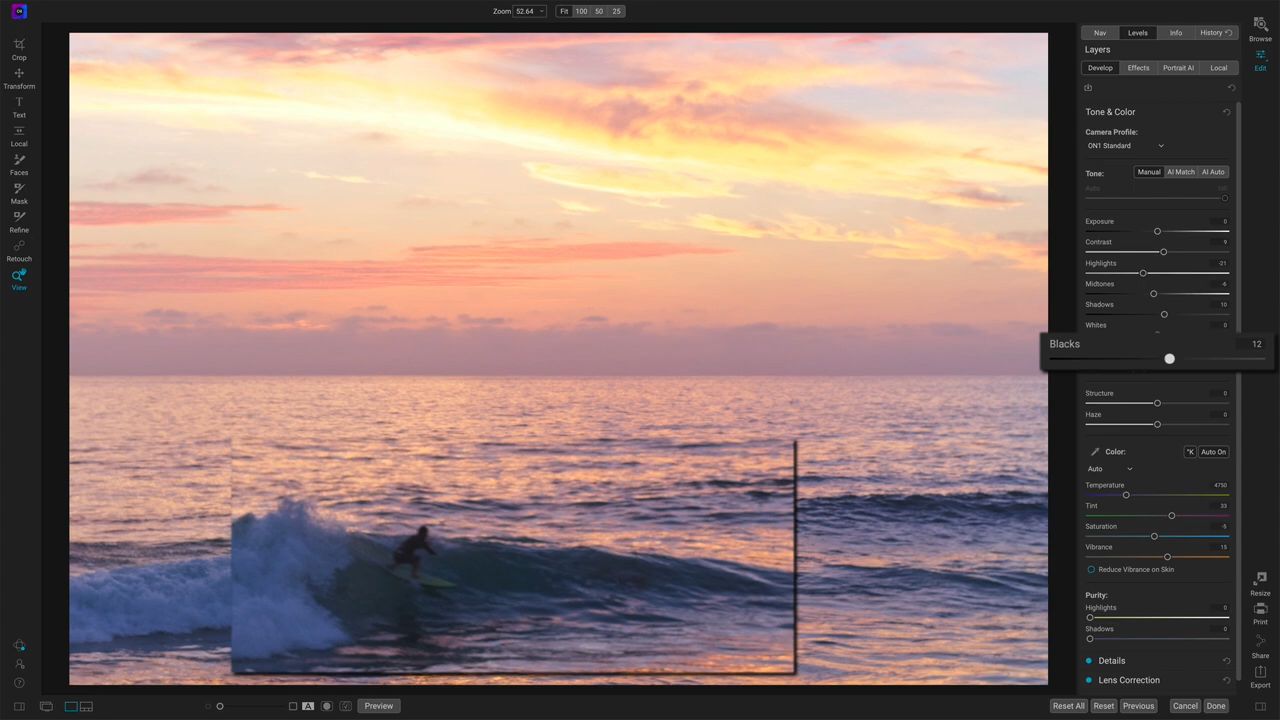 Zoom 52.64 Fit 100 50 25
Nav Levels Info History
Layers
Develop Effects Portrait AI Local
Tone & Color
Camera Profile:
ON1 Standard
Tone: Manual AI Match AI Auto
Auto 100
Exposure 0
Contrast 9
Highlights -21
Midtones -6
Shadows 10
Whites 0
Blacks 12
Structure 0
Haze 0
Color: °K Auto On
Auto
Temperature 4750
Tint 33
Saturation -5
Vibrance 15
Reduce Vibrance on Skin
Purity:
Highlights 0
Shadows 0
Details
Lens Correction
Crop
Transform
Text
Local
Faces
Mask
Refine
Retouch
View
Browse
Edit
Resize
Print
Share
Export
A Preview
Reset All Reset Previous Cancel Done